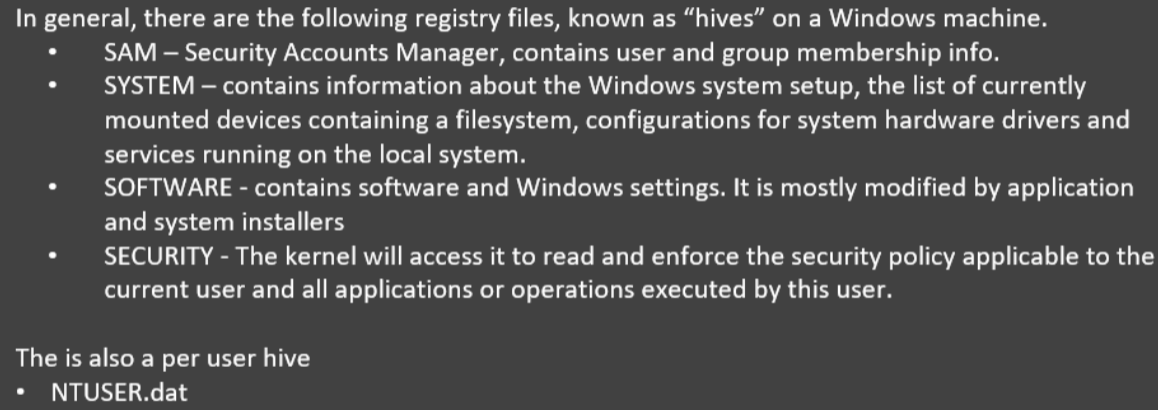 In general, there are the following registry files, known as “hives” on a Windows machine.
• SAM – Security Accounts Manager, contains user and group membership info.
• SYSTEM – contains information about the Windows system setup, the list of currently
mounted devices containing a filesystem, configurations for system hardware drivers and
services running on the local system.
• SOFTWARE - contains software and Windows settings. It is mostly modified by application
and system installers
• SECURITY - The kernel will access it to read and enforce the security policy applicable to the
current user and all applications or operations executed by this user.
The is also a per user hive
• NTUSER.dat